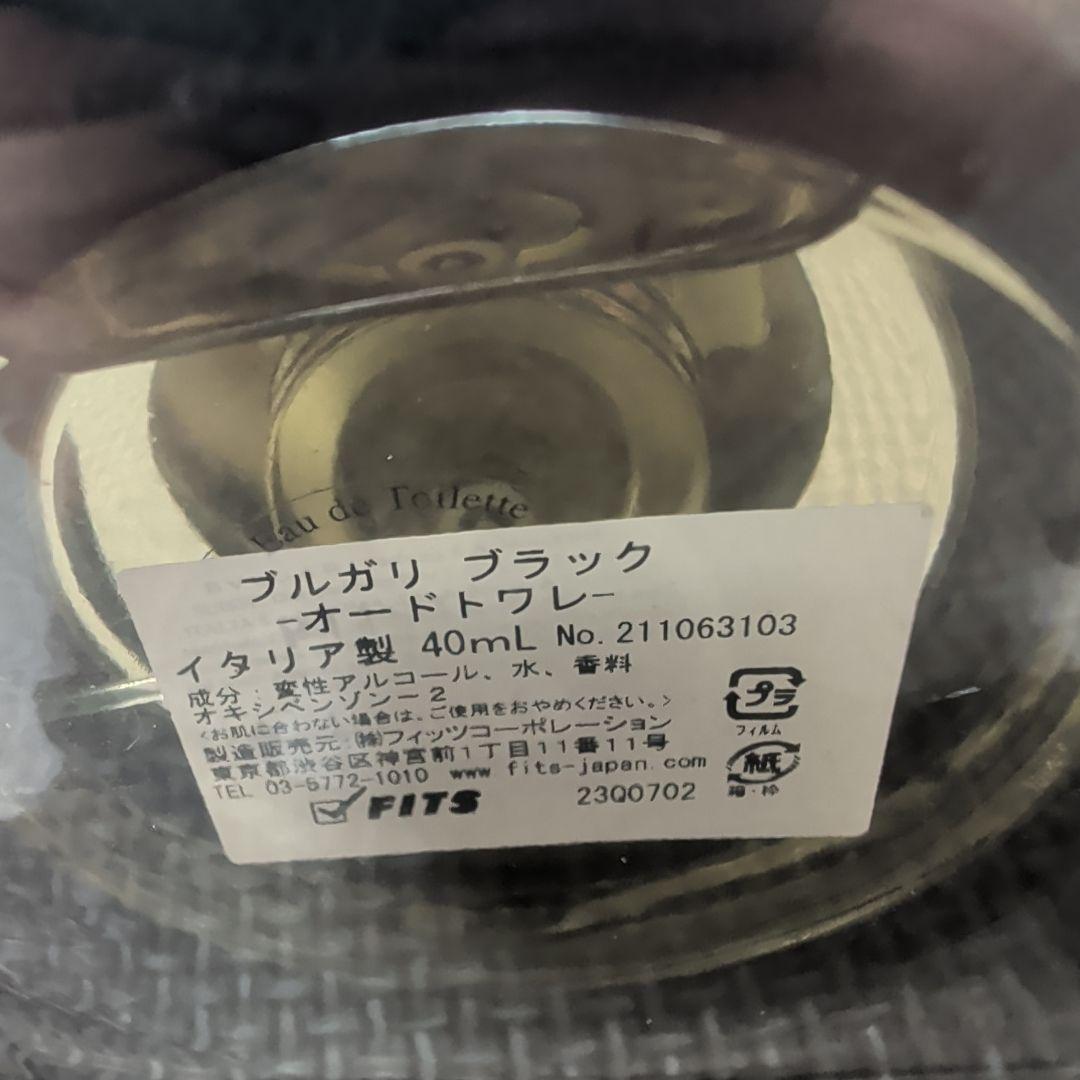 Eau de Toilette
ブルガリ ブラック
-オードトワレ-
イタリア製 40mL No. 211063103
成分:変性アルコール、水、香料
オキシベンゾン-2
<お肌に合わない場合は、ご使用をおやめください。>
製造販売元 ㈱フィッツコーポレーション
東京都渋谷区神宮前1丁目11番11号
TEL 03-5772-1010 www.fits-japan.com
FITS 23Q0702
プラ
フィルム
紙
箱・枠